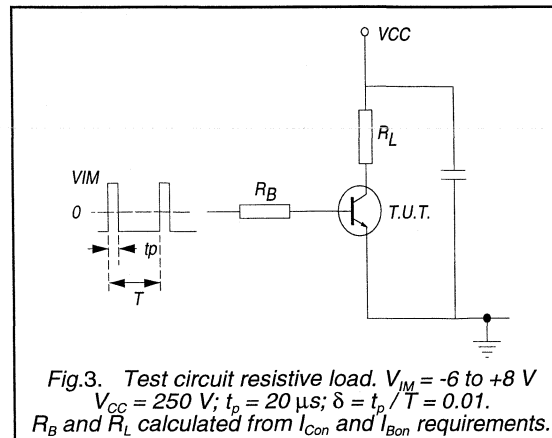 VCC
R_L
VIM
R_B
0
T.U.T.
tp
T
Fig.3. Test circuit resistive load. V_IM = -6 to +8 V
V_CC = 250 V; t_p = 20 μs; δ = t_p / T = 0.01.
R_B and R_L calculated from I_Con and I_Bon requirements.